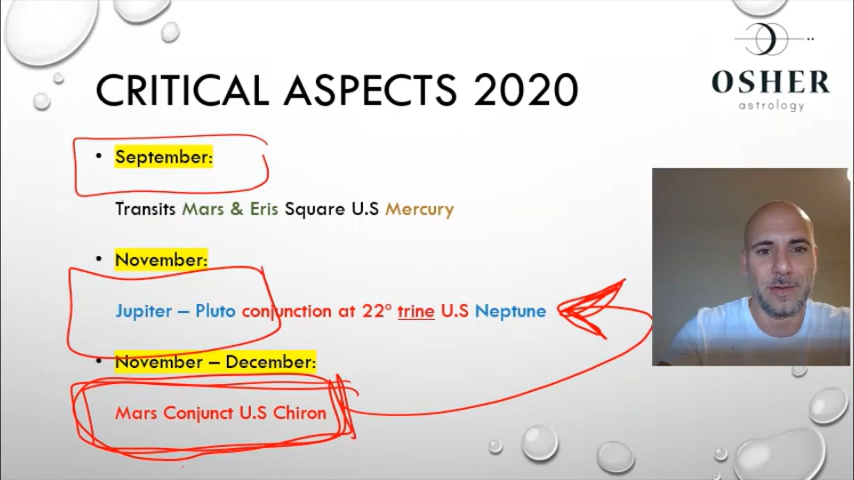 CRITICAL ASPECTS 2020
OSHER
astrology
• September:
Transits Mars & Eris Square U.S Mercury
• November:
Jupiter – Pluto conjunction at 22° trine U.S Neptune
• November – December:
Mars Conjunct U.S Chiron